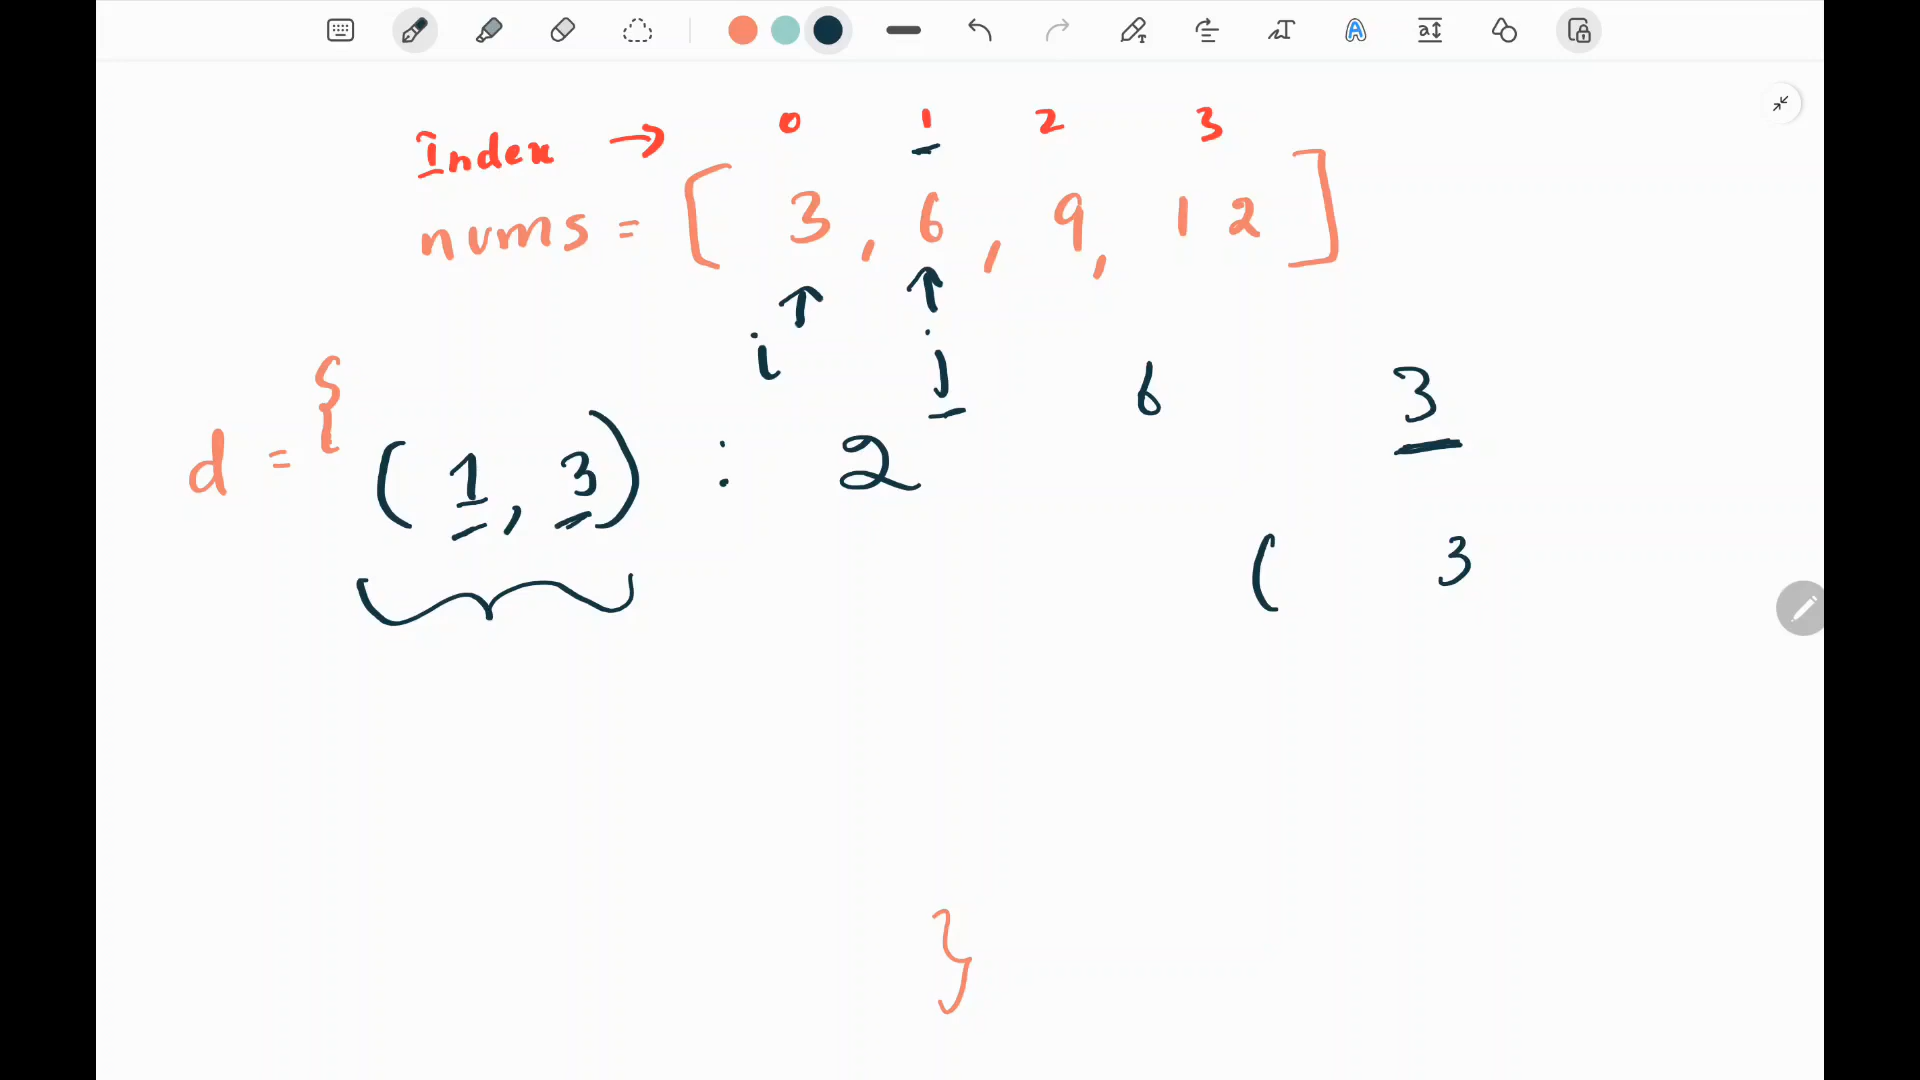 0 1 2 3
Index →
nums = [ 3 , 6 , 9 , 12 ]
↑ ↑
i j 6 3
d = {
( 1 , 3 ) : 2
( 3
}